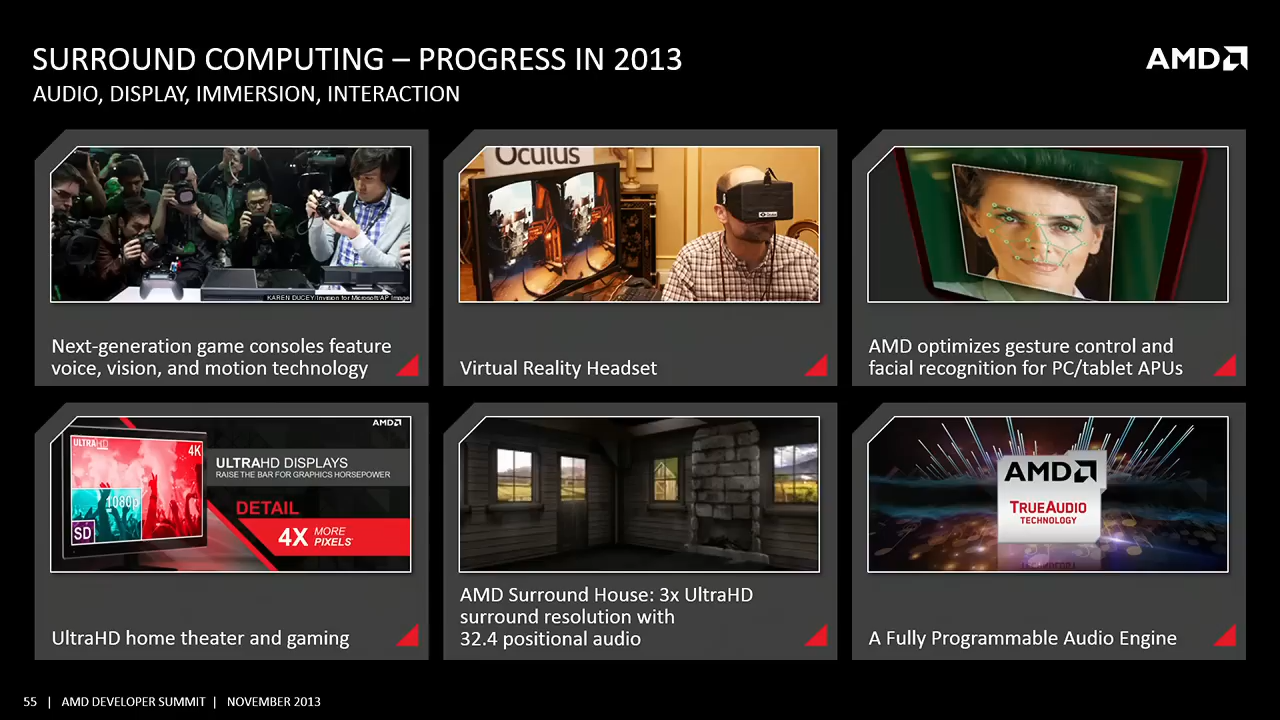 SURROUND COMPUTING – PROGRESS IN 2013
AMD
AUDIO, DISPLAY, IMMERSION, INTERACTION
KAREN DUCEY/Invision for Microsoft/AP Images
Next-generation game consoles feature
voice, vision, and motion technology
Oculus
Virtual Reality Headset
AMD optimizes gesture control and
facial recognition for PC/tablet APUs
AMD
ULTRAHD
4K
1080p
SD
ULTRAHD DISPLAYS
RAISE THE BAR FOR GRAPHICS HORSEPOWER
DETAIL
4X MORE
PIXELS*
UltraHD home theater and gaming
AMD Surround House: 3x UltraHD
surround resolution with
32.4 positional audio
AMD
TRUEAUDIO
TECHNOLOGY
A Fully Programmable Audio Engine
55 | AMD DEVELOPER SUMMIT | NOVEMBER 2013